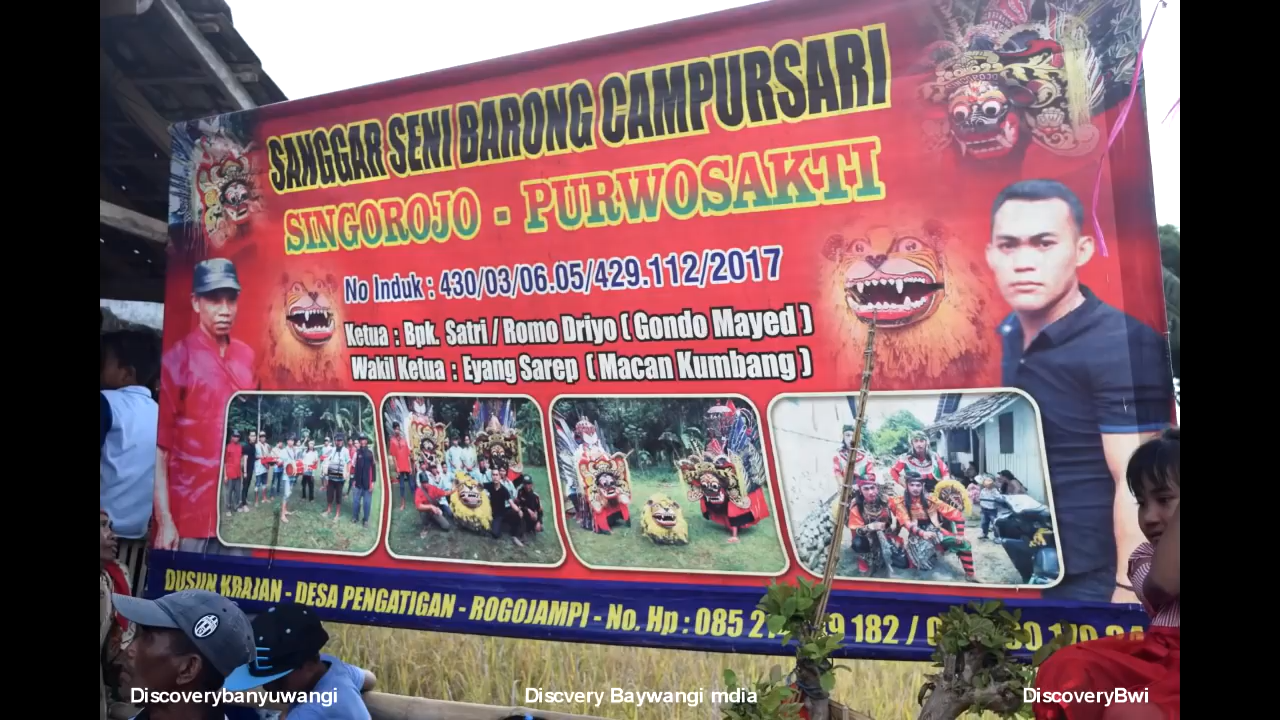 SANGGAR SENI BARONG CAMPURSARI
SINGOROJO - PURWOSAKTI
No Induk : 430/03/06.05/429.112/2017
Ketua : Bpk. Satri / Romo Driyo ( Gondo Mayed )
Wakil Ketua : Eyang Sarep ( Macan Kumbang )
DUSUN KRAJAN - DESA PENGATIGAN - ROGOJAMPI - No. Hp : 085 182 /
Discoverybanyuwangi
Discvery Baywangi mdia
DiscoveryBwi